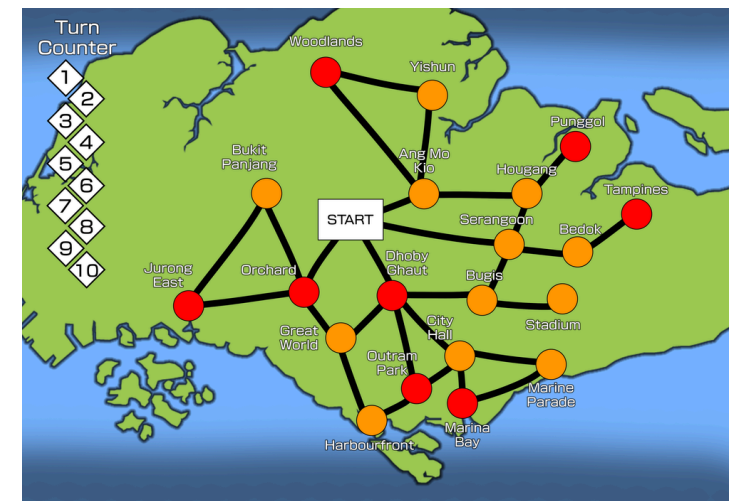 Turn
Counter
1
2
3
4
5
6
7
8
9
10
Woodlands
Yishun
Punggol
Bukit
Panjang
Ang Mo
Kio
Hougang
Tampines
START
Serangoon
Bedok
Jurong
East
Orchard
Dhoby
Ghaut
Bugis
Stadium
Great
World
City
Hall
Outram
Park
Marine
Parade
Marina
Bay
Harbourfront